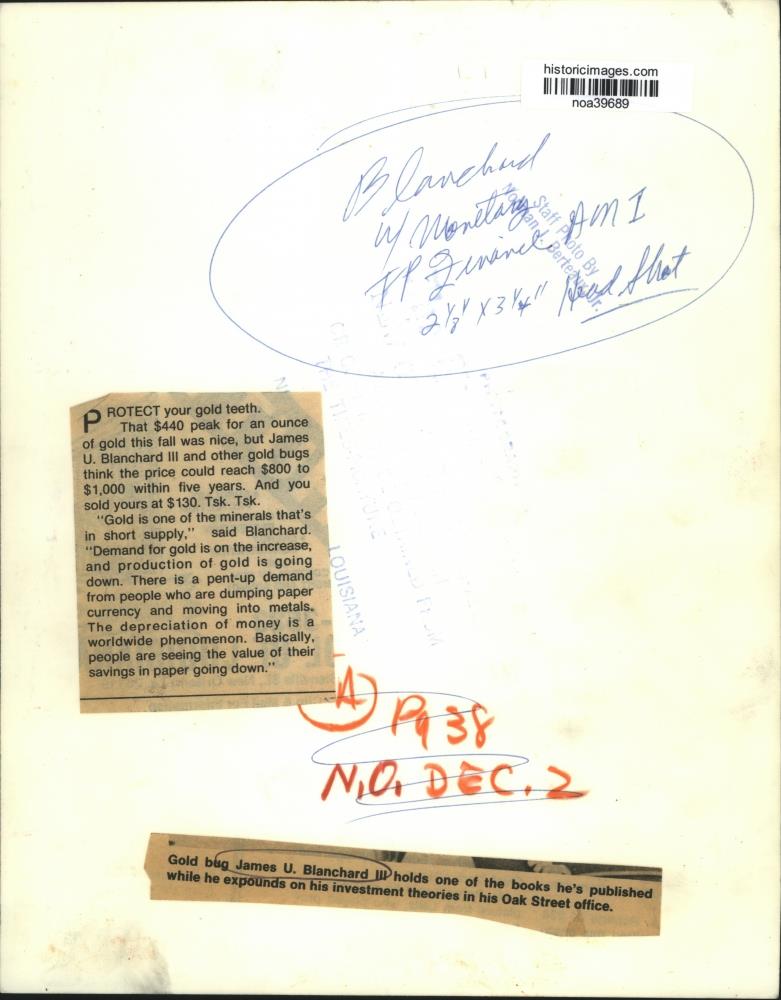 historicimages.com
noa39689
Blanchard
w/ Monetary
Staff Photo By
AMI
Head Shot
2 1/8" x 3 1/4"
LOUISIANA
PROTECT your gold teeth.
That $440 peak for an ounce
of gold this fall was nice, but James
U. Blanchard III and other gold bugs
think the price could reach $800 to
$1,000 within five years. And you
sold yours at $130. Tsk. Tsk.
"Gold is one of the minerals that's
in short supply," said Blanchard.
"Demand for gold is on the increase,
and production of gold is going
down. There is a pent-up demand
from people who are dumping paper
currency and moving into metals.
The depreciation of money is a
worldwide phenomenon. Basically,
people are seeing the value of their
savings in paper going down."
A
Pg 38
N.O. DEC. 2
Gold bug James U. Blanchard III holds one of the books he's published
while he expounds on his investment theories in his Oak Street office.